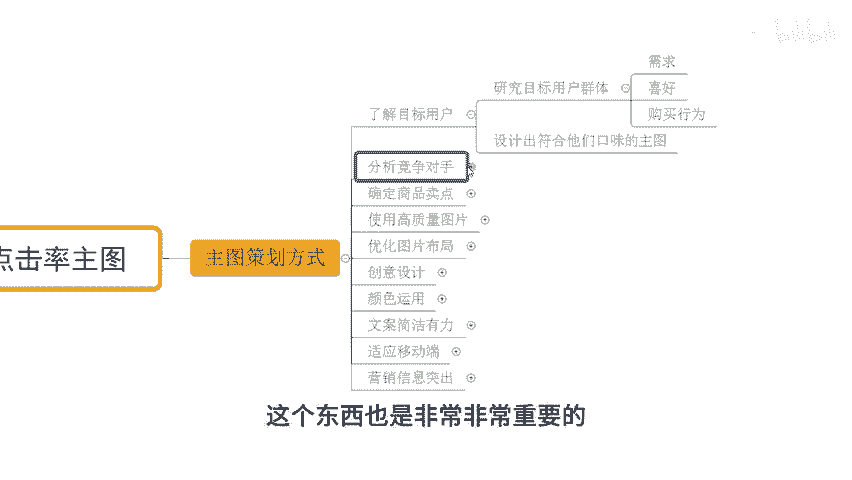 需求
研究目标用户群体
喜好
了解目标用户
购买行为
设计出符合他们口味的主图
分析竞争对手
确定商品卖点
使用高质量图片
点击率主图
主图策划方式
优化图片布局
创意设计
颜色运用
文案简洁有力
适应移动端
营销信息突出
这个东西也是非常非常重要的